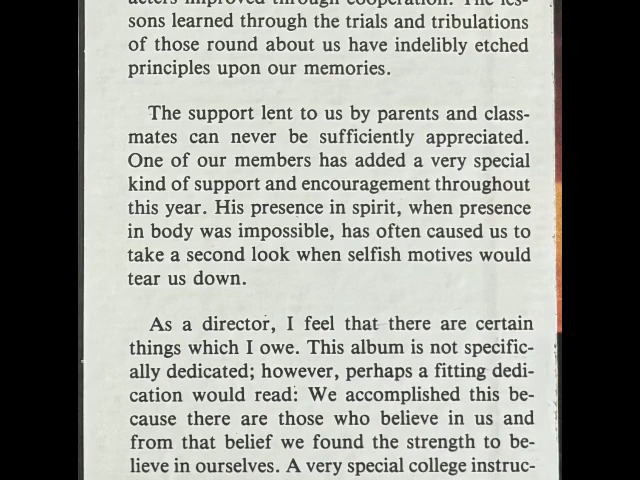 acters improved through cooperation. The les-
sons learned through the trials and tribulations
of those round about us have indelibly etched
principles upon our memories.
The support lent to us by parents and class-
mates can never be sufficiently appreciated.
One of our members has added a very special
kind of support and encouragement throughout
this year. His presence in spirit, when presence
in body was impossible, has often caused us to
take a second look when selfish motives would
tear us down.
As a director, I feel that there are certain
things which I owe. This album is not specific-
ally dedicated; however, perhaps a fitting dedi-
cation would read: We accomplished this be-
cause there are those who believe in us and
from that belief we found the strength to be-
lieve in ourselves. A very special college instruc-